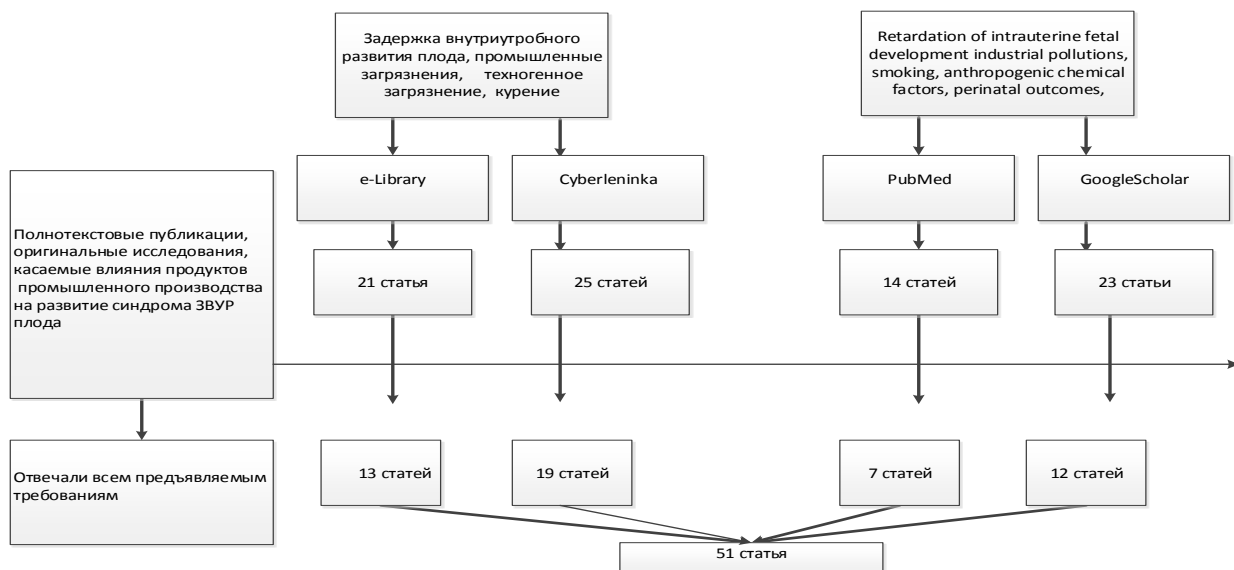 Задержка внутриутробного
развития плода, промышленные
загрязнения, техногенное
загрязнение, курение
Retardation of intrauterine fetal
development industrial pollutions,
smoking, anthropogenic chemical
factors, perinatal outcomes,
e-Library
Cyberleninka
PubMed
GoogleScholar
Полнотекстовые публикации,
оригинальные исследования,
касаемые влияния продуктов
промышленного производства
на развитие синдрома ЗВУР
плода
21 статья
25 статей
14 статей
23 статьи
Отвечали всем предъявляемым
требованиям
13 статей
19 статей
7 статей
12 статей
51 статья